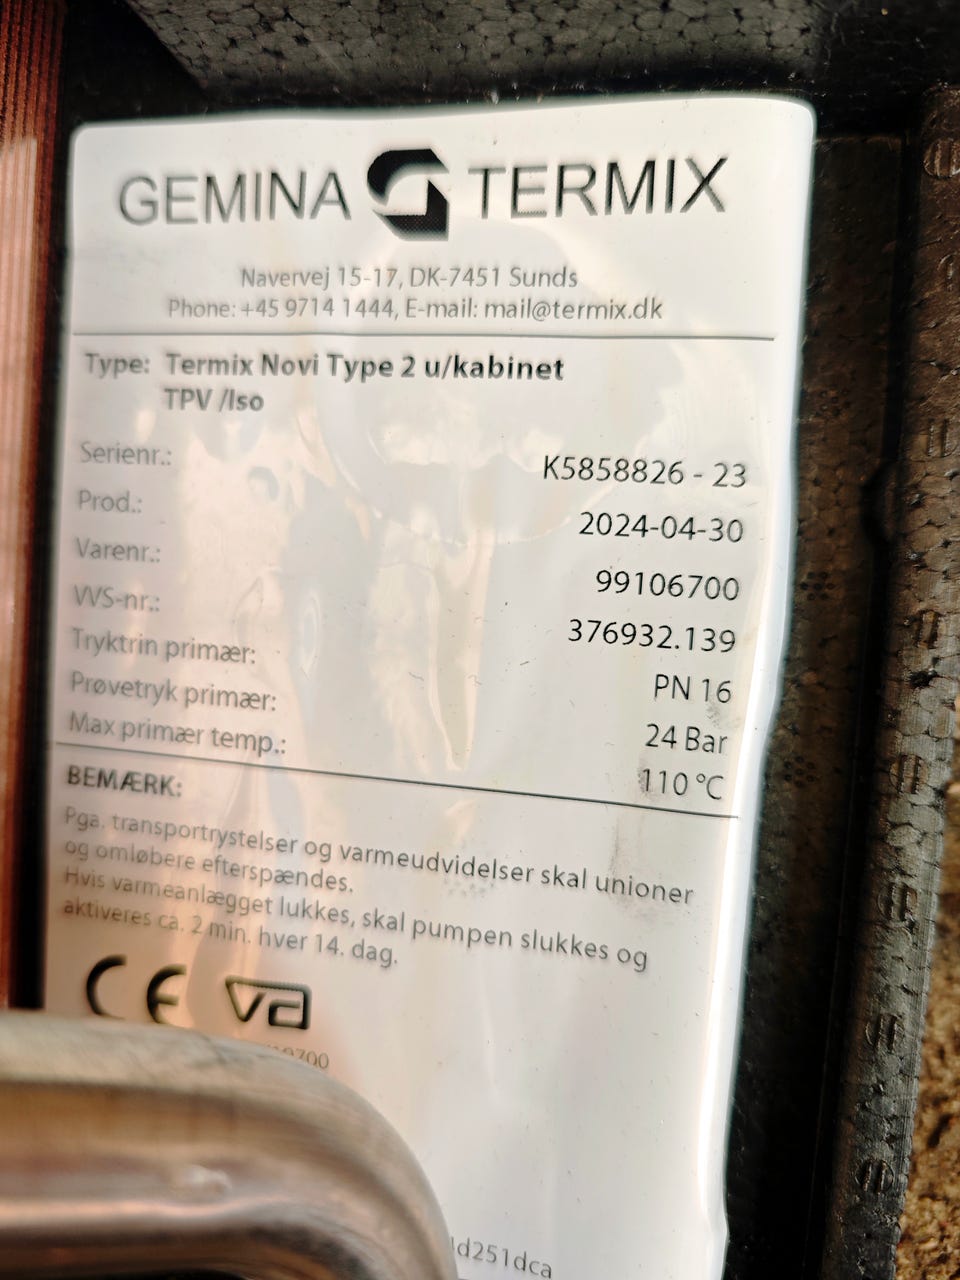 GEMINA TERMIX
Navervej 15-17, DK-7451 Sunds
Phone: +45 9714 1444, E-mail: mail@termix.dk
Type: Termix Novi Type 2 u/kabinet
TPV /Iso
Serienr.: K5858826 - 23
Prod.: 2024-04-30
Varenr.: 99106700
VVS-nr.: 376932.139
Tryktrin primær: PN 16
Prøvetryk primær: 24 Bar
Max primær temp.: 110 °C
BEMÆRK:
Pga. transportrystelser og varmeudvidelser skal unioner
og omløbere efterspændes.
Hvis varmeanlægget lukkes, skal pumpen slukkes og
aktiveres ca. 2 min. hver 14. dag.
CE va